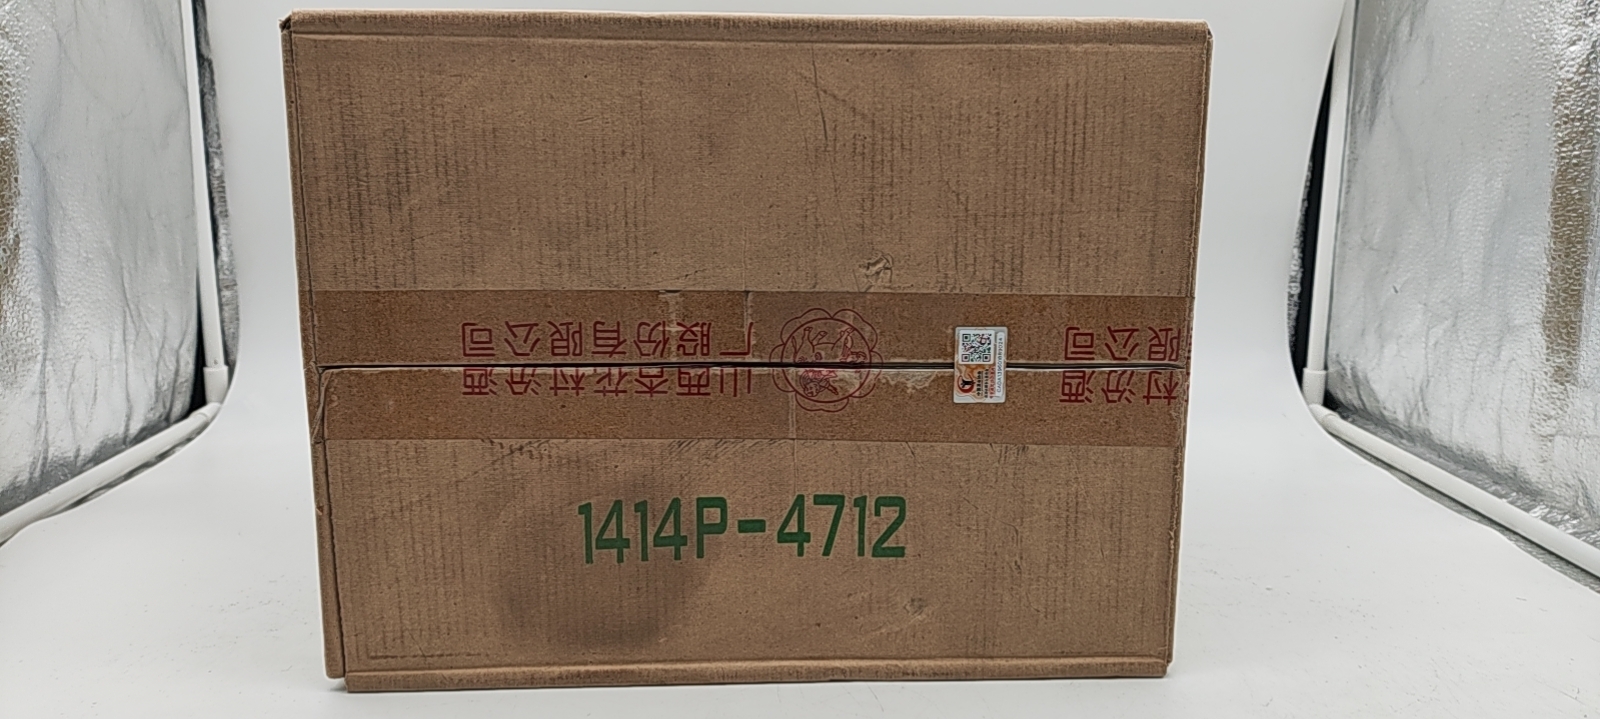 山西杏花村汾酒
厂股份有限公司
村汾酒
限公司
1414P-4712